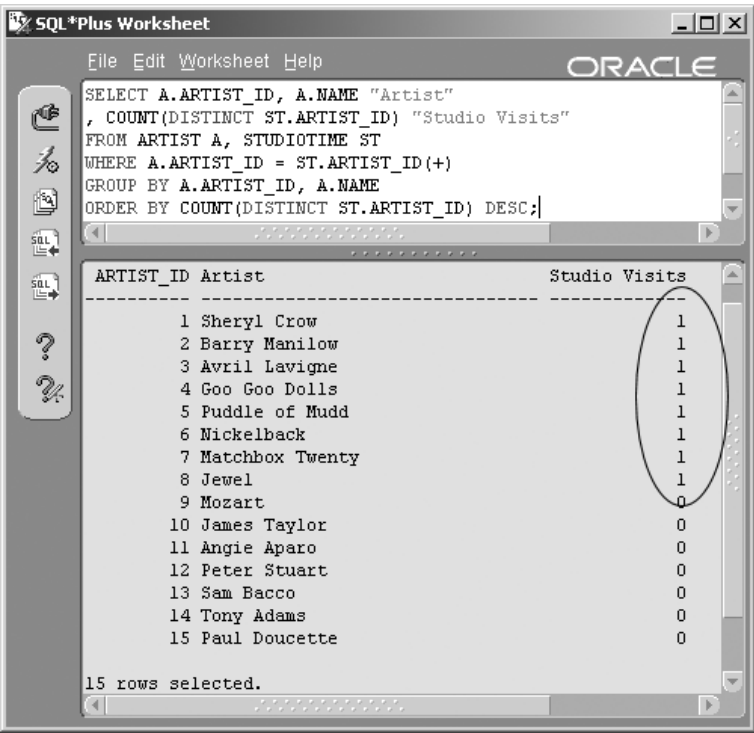 SQL*Plus Worksheet
File Edit Worksheet Help
ORACLE
SELECT A.ARTIST_ID, A.NAME "Artist"
, COUNT(DISTINCT ST.ARTIST_ID) "Studio Visits"
FROM ARTIST A, STUDIOTIME ST
WHERE A.ARTIST_ID = ST.ARTIST_ID(+)
GROUP BY A.ARTIST_ID, A.NAME
ORDER BY COUNT(DISTINCT ST.ARTIST_ID) DESC;
SQL
SQL
ARTIST_ID Artist Studio Visits
---------- -------------------------------- -------------
1 Sheryl Crow 1
2 Barry Manilow 1
3 Avril Lavigne 1
4 Goo Goo Dolls 1
5 Puddle of Mudd 1
6 Nickelback 1
7 Matchbox Twenty 1
8 Jewel 1
9 Mozart 0
10 James Taylor 0
11 Angie Aparo 0
12 Peter Stuart 0
13 Sam Bacco 0
14 Tony Adams 0
15 Paul Doucette 0
15 rows selected.